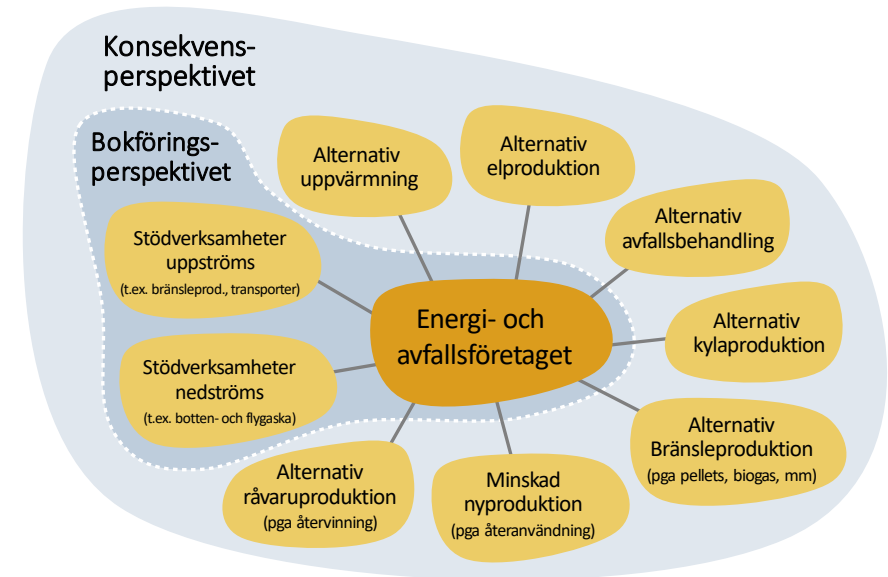 Konsekvens-
perspektivet
Bokförings-
perspektivet
Alternativ
uppvärmning
Alternativ
elproduktion
Alternativ
avfallsbehandling
Alternativ
kylaproduktion
Alternativ
Bränsleproduktion
(pga pellets, biogas, mm)
Minskad
nyproduktion
(pga återanvändning)
Alternativ
råvaruproduktion
(pga återvinning)
Stödverksamheter
uppströms
(t.ex. bränsleprod., transporter)
Stödverksamheter
nedströms
(t.ex. botten- och flygaska)
Energi- och
avfallsföretaget